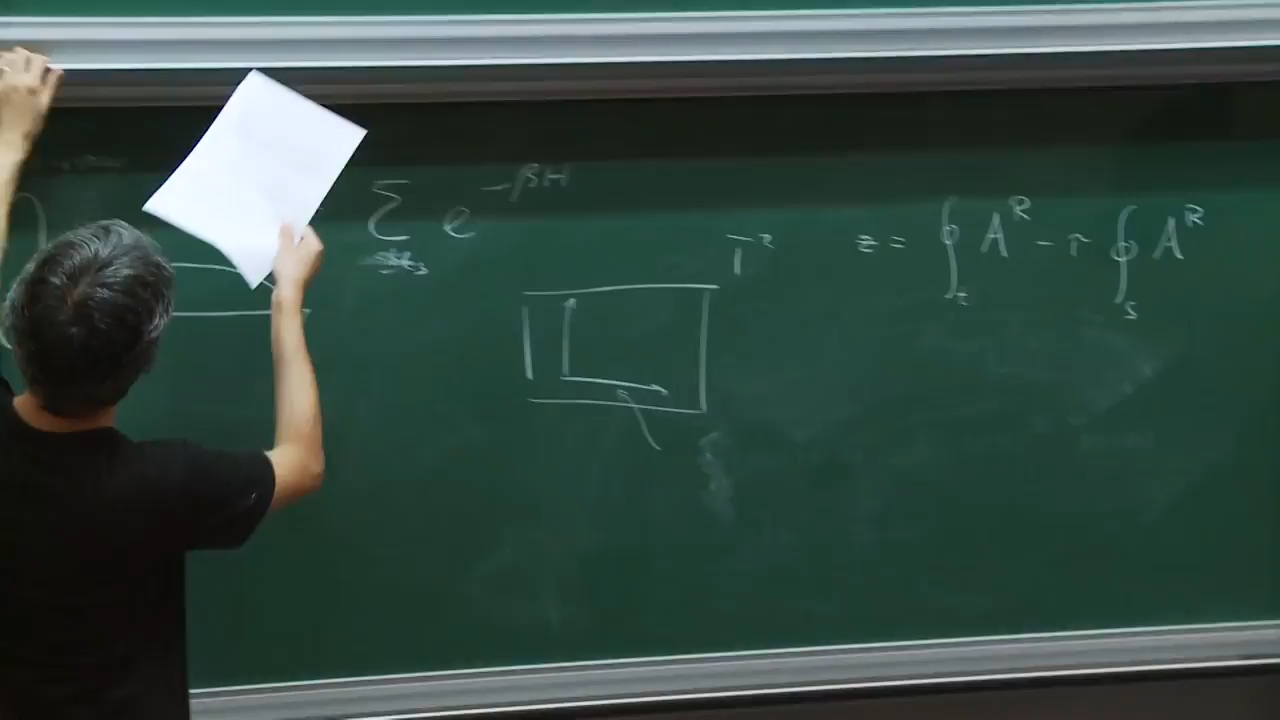 Σ e^{-βH}
T²
z = ∮_t A^R - τ ∮_s A^R